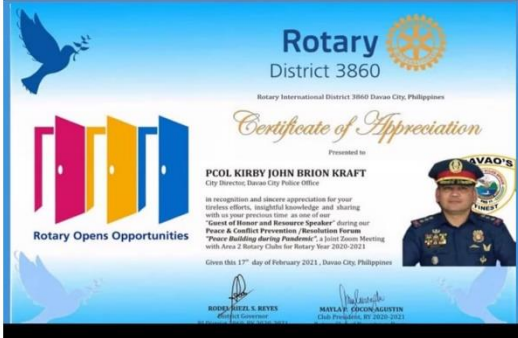 Rotary
District 3860
Rotary International District 3860 Davao City, Philippines
Certificate of Appreciation
Presented to
PCOL KIRBY JOHN BRION KRAFT
City Director, Davao City Police Office
in recognition and sincere appreciation for your
tireless efforts, insightful knowledge and sharing
with us your precious time as one of our
"Guest of Honor and Resource Speaker" during our
Peace & Conflict Prevention /Resolution Forum
"Peace Building during Pandemic", a Joint Zoom Meeting
with Area 2 Rotary Clubs for Rotary Year 2020-2021
Given this 17th day of February 2021 , Davao City, Philippines
Rotary Opens Opportunities
DAVAO'S
FINEST
S. REYES
District Governor
MAYLA P. COCON AGUSTIN
Club President, RY 2020-2021